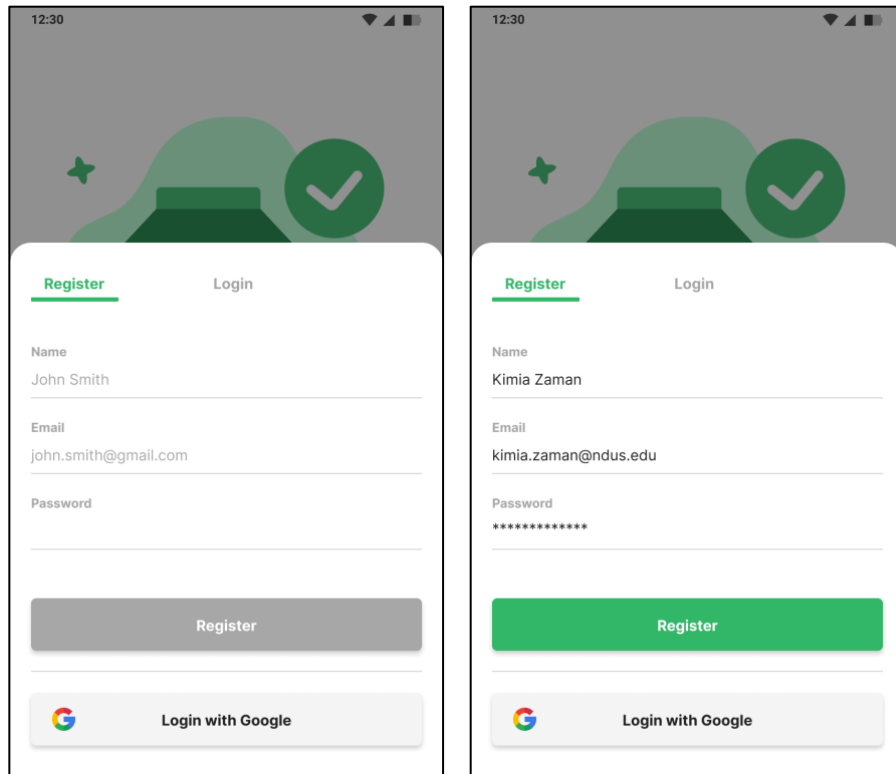 12:30
Register Login
Name
John Smith
Email
john.smith@gmail.com
Password
Register
Login with Google
12:30
Register Login
Name
Kimia Zaman
Email
kimia.zaman@ndus.edu
Password
*************
Register
Login with Google